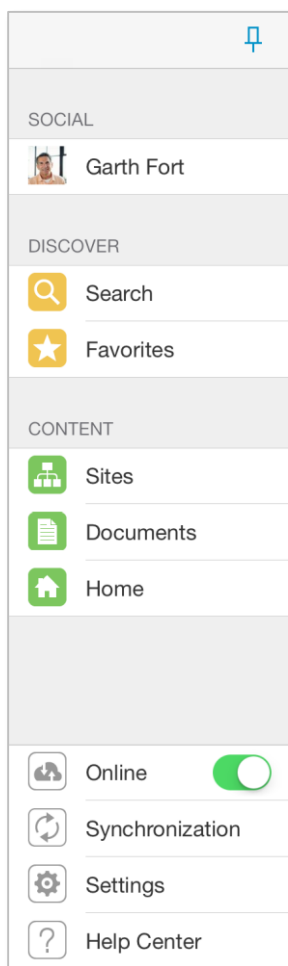 SOCIAL
Garth Fort
DISCOVER
Search
Favorites
CONTENT
Sites
Documents
Home
Online
Synchronization
Settings
? Help Center